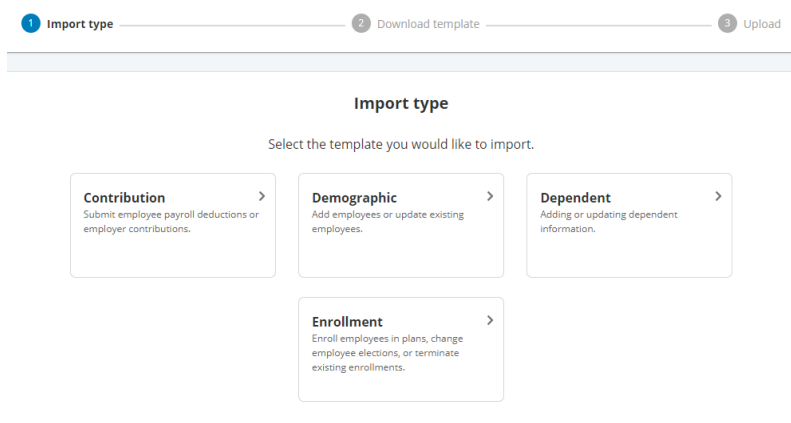 1 Import type 2 Download template 3 Upload
Import type
Select the template you would like to import.
Contribution
Submit employee payroll deductions or
employer contributions.
Demographic
Add employees or update existing
employees.
Dependent
Adding or updating dependent
information.
Enrollment
Enroll employees in plans, change
employee elections, or terminate
existing enrollments.